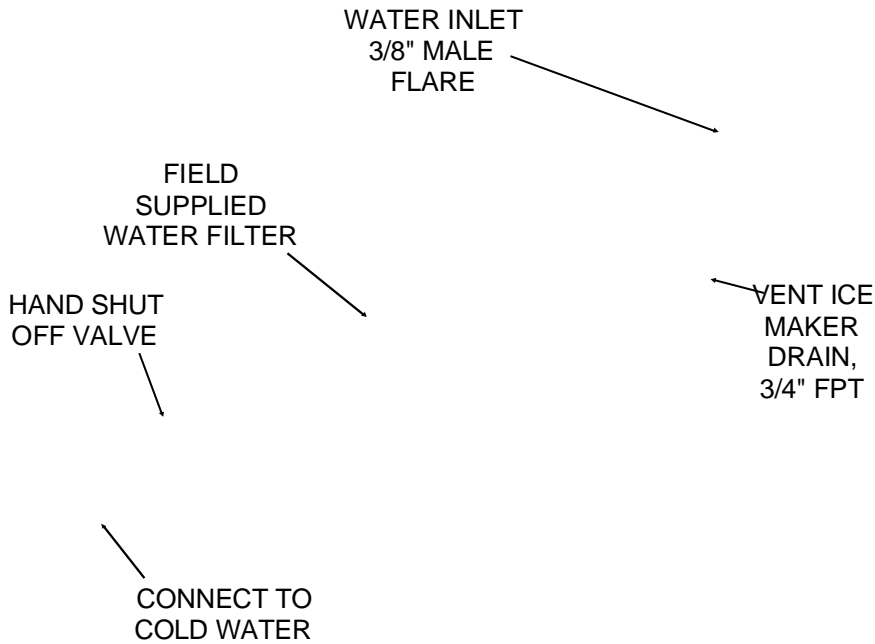 WATER INLET
3/8" MALE
FLARE
FIELD
SUPPLIED
WATER FILTER
HAND SHUT
OFF VALVE
VENT ICE
MAKER
DRAIN,
3/4" FPT
CONNECT TO
COLD WATER